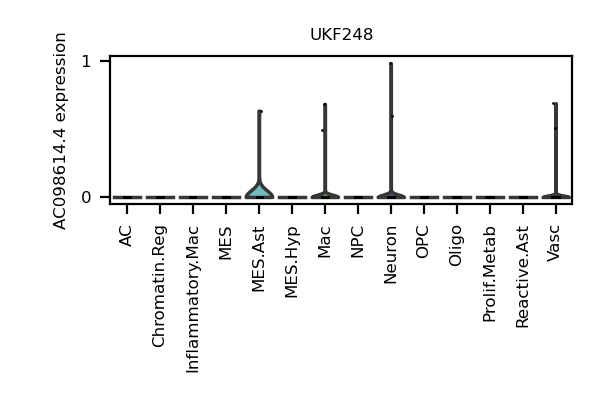 UKF248
AC098614.4 expression
1
0
AC
Chromatin.Reg
Inflammatory.Mac
MES
MES.Ast
MES.Hyp
Mac
NPC
Neuron
OPC
Oligo
Prolif.Metab
Reactive.Ast
Vasc